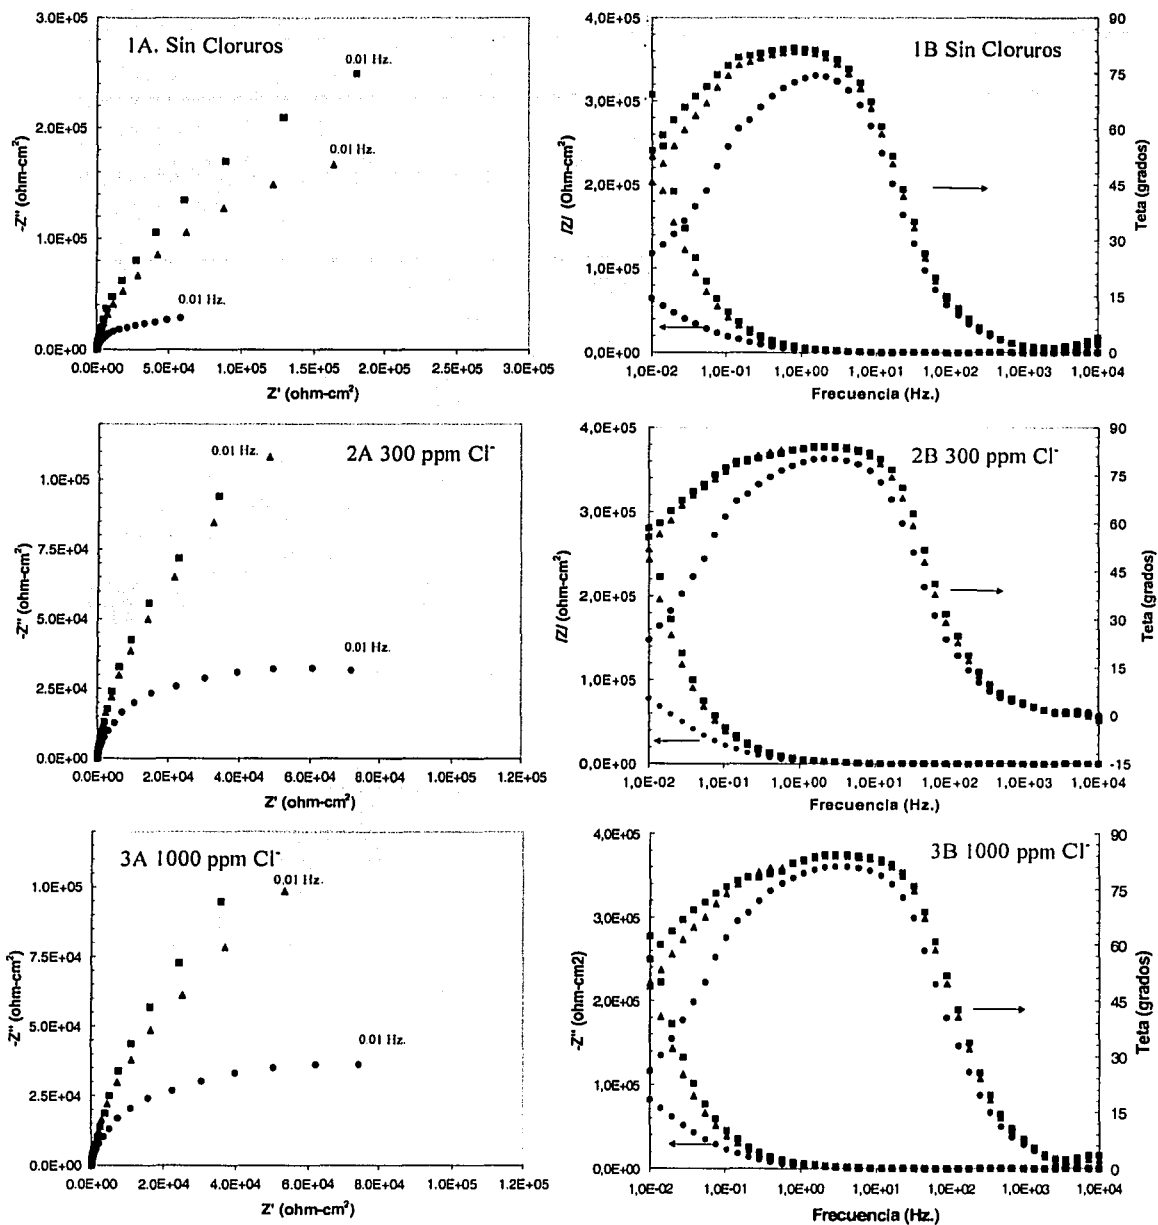 1A. Sin Cloruros
3.0E+05
2.0E+05
1.0E+05
0.0E+00
-Z'' (ohm-cm²)
0.01 Hz.
0.01 Hz.
0.01 Hz.
0.0E+00 5.0E+04 1.0E+05 1.5E+05 2.0E+05 2.5E+05 3.0E+05
Z' (ohm-cm²)
1B Sin Cloruros
4,0E+05
3,0E+05
2,0E+05
1,0E+05
0,0E+00
/Z/ (Ohm-cm²)
90
75
60
45
30
15
0
Teta (grados)
1,0E-02 1,0E-01 1,0E+00 1,0E+01 1,0E+02 1,0E+03 1,0E+04
Frecuencia (Hz.)
2A 300 ppm Cl⁻
1.0E+05
7.5E+04
5.0E+04
2.5E+04
0.0E+00
-Z'' (ohm-cm²)
0.01 Hz.
0.01 Hz.
0.0E+00 2.0E+04 4.0E+04 6.0E+04 8.0E+04 1.0E+05 1.2E+05
Z' (ohm-cm²)
2B 300 ppm Cl⁻
4,0E+05
3,0E+05
2,0E+05
1,0E+05
0,0E+00
/Z/ (ohm-cm²)
90
75
60
45
30
15
0
-15
Teta (grados)
1,0E-02 1,0E-01 1,0E+00 1,0E+01 1,0E+02 1,0E+03 1,0E+04
Frecuencia (Hz.)
3A 1000 ppm Cl⁻
1.0E+05
7.5E+04
5.0E+04
2.5E+04
0.0E+00
-Z'' (ohm-cm²)
0.01 Hz.
0.01 Hz.
0.0E+00 2.0E+04 4.0E+04 6.0E+04 8.0E+04 1.0E+05 1.2E+05
Z' (ohm-cm²)
3B 1000 ppm Cl⁻
4,0E+05
3,0E+05
2,0E+05
1,0E+05
0,0E+00
-Z'' (ohm-cm2)
90
75
60
45
30
15
0
Teta (grados)
1,0E-02 1,0E-01 1,0E+00 1,0E+01 1,0E+02 1,0E+03 1,0E+04
Frecuencia (Hz.)